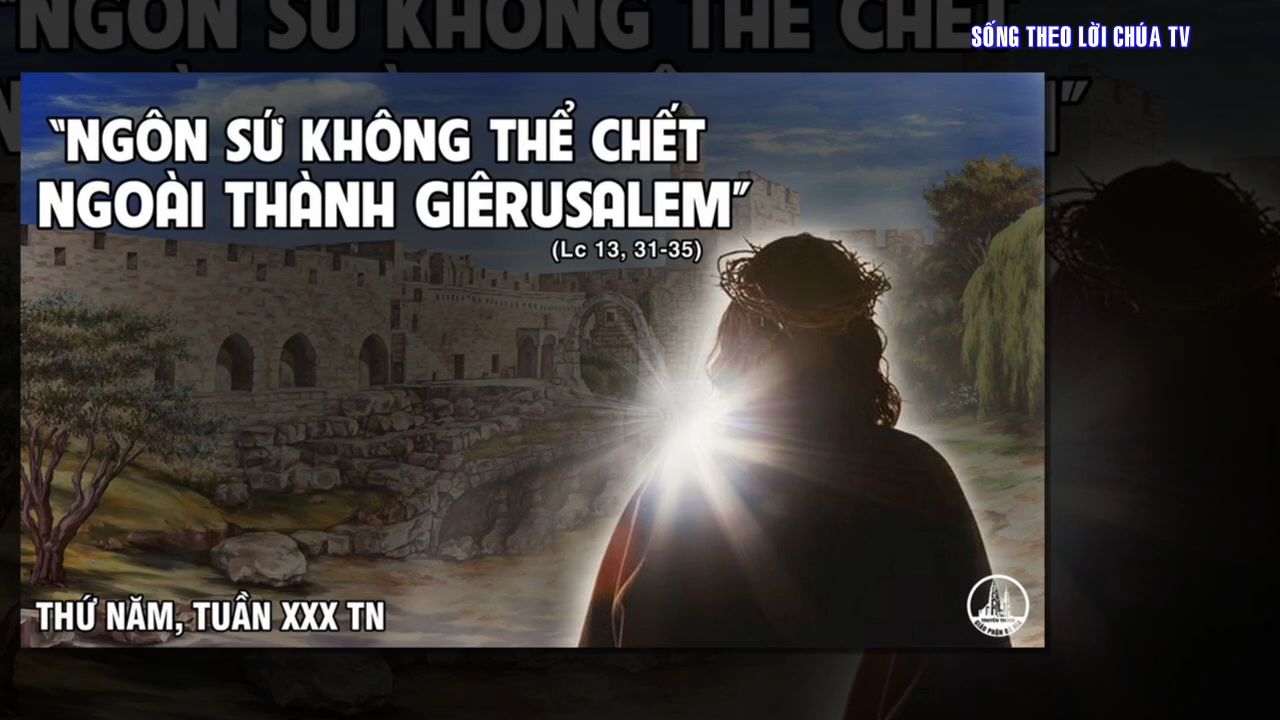 SỐNG THEO LỜI CHÚA TV
“NGÔN SỨ KHÔNG THỂ CHẾT
NGOÀI THÀNH GIÊRUSALEM”
(Lc 13, 31-35)
THỨ NĂM, TUẦN XXX TN